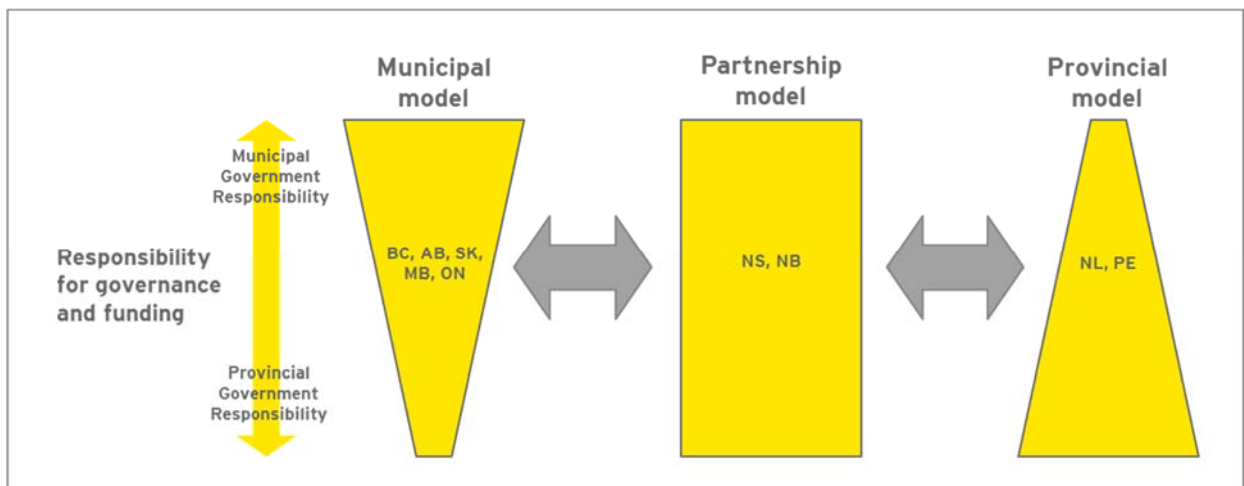 Municipal
model
Partnership
model
Provincial
model
Municipal
Government
Responsibility
Responsibility
for governance
and funding
BC, AB, SK,
MB, ON
NS, NB
NL, PE
Provincial
Government
Responsibility